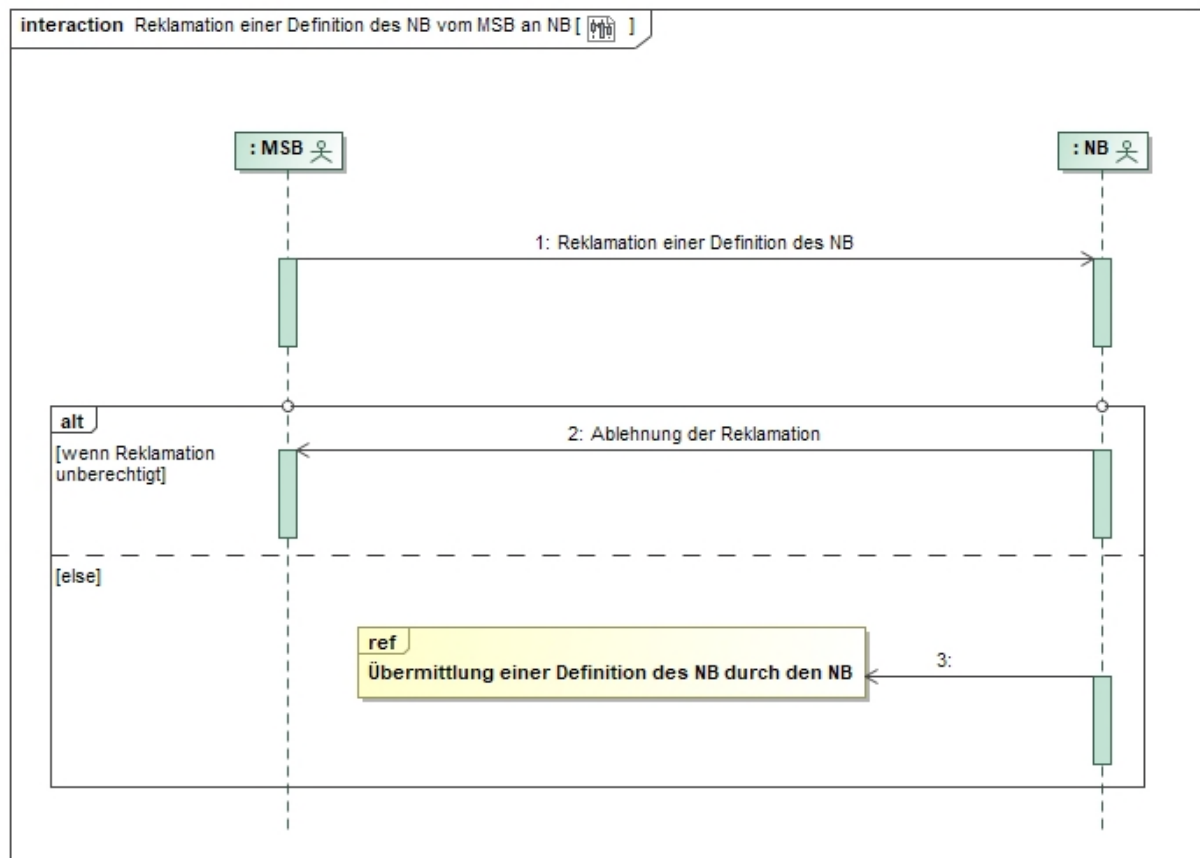 interaction Reklamation einer Definition des NB vom MSB an NB [ ]
: MSB
: NB
1: Reklamation einer Definition des NB
alt
2: Ablehnung der Reklamation
[wenn Reklamation
unberechtigt]
[else]
ref
3:
Übermittlung einer Definition des NB durch den NB